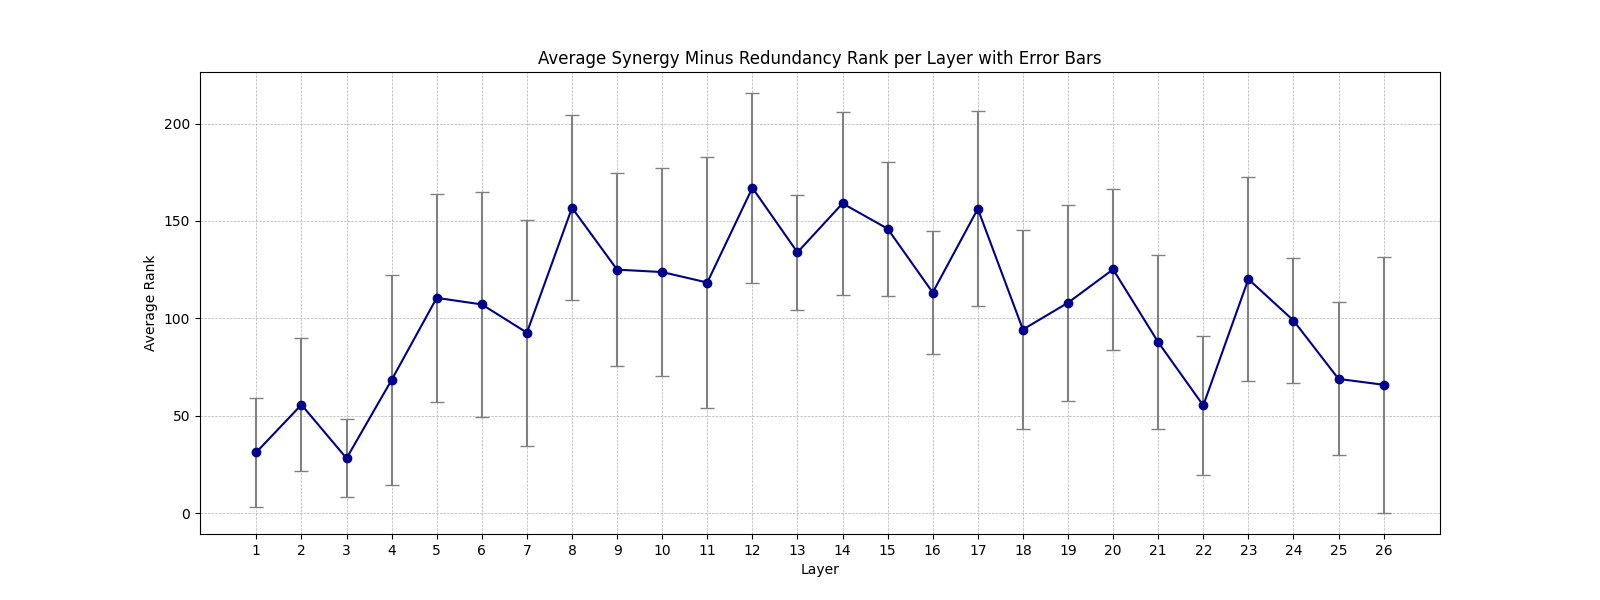 Average Synergy Minus Redundancy Rank per Layer with Error Bars
Average Rank
200
150
100
50
0
1 2 3 4 5 6 7 8 9 10 11 12 13 14 15 16 17 18 19 20 21 22 23 24 25 26
Layer